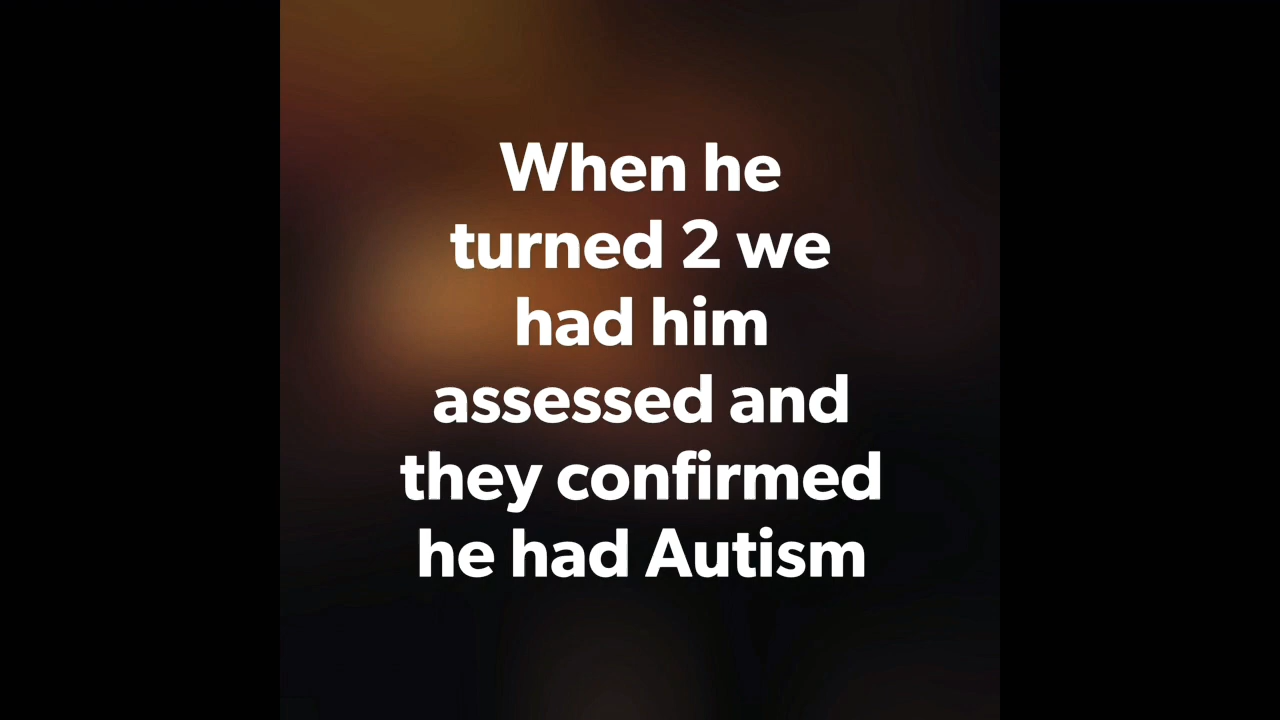 When he
turned 2 we
had him
assessed and
they confirmed
he had Autism